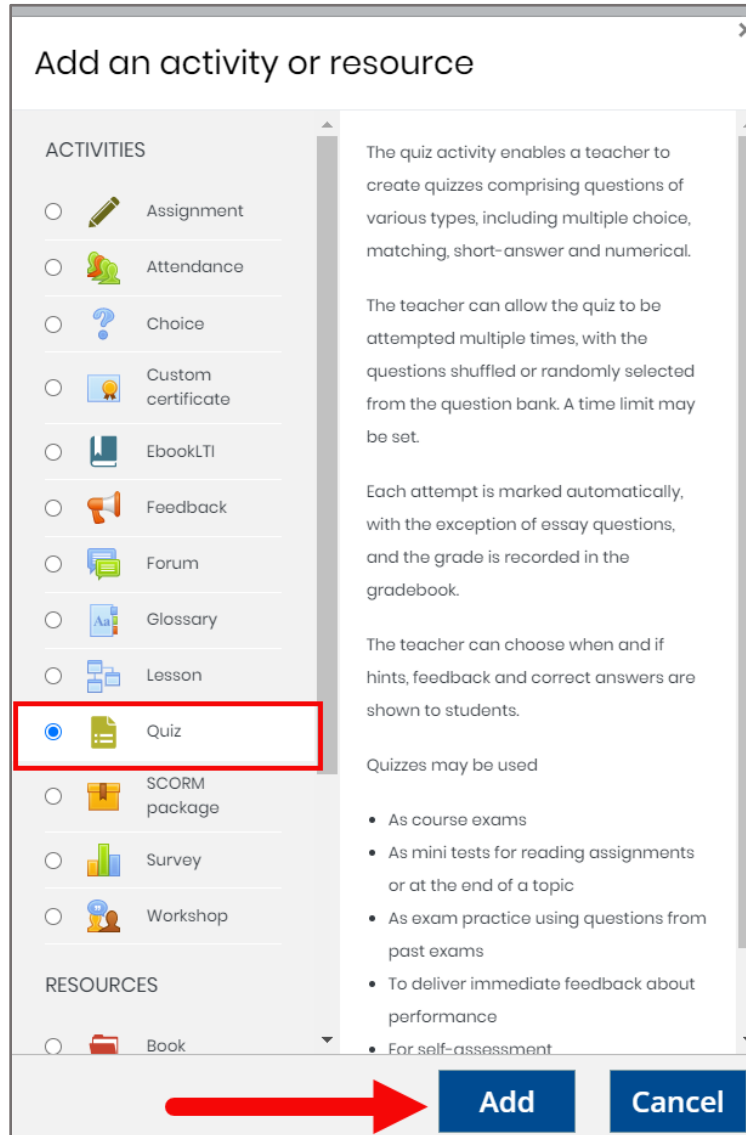 Add an activity or resource
ACTIVITIES
Assignment
Attendance
Choice
Custom
certificate
EbookLTI
Feedback
Forum
Aa
Glossary
Lesson
Quiz
SCORM
package
Survey
Workshop
RESOURCES
Book
The quiz activity enables a teacher to
create quizzes comprising questions of
various types, including multiple choice,
matching, short-answer and numerical.
The teacher can allow the quiz to be
attempted multiple times, with the
questions shuffled or randomly selected
from the question bank. A time limit may
be set.
Each attempt is marked automatically,
with the exception of essay questions,
and the grade is recorded in the
gradebook.
The teacher can choose when and if
hints, feedback and correct answers are
shown to students.
Quizzes may be used
• As course exams
• As mini tests for reading assignments
or at the end of a topic
• As exam practice using questions from
past exams
• To deliver immediate feedback about
performance
• For self-assessment
Add
Cancel